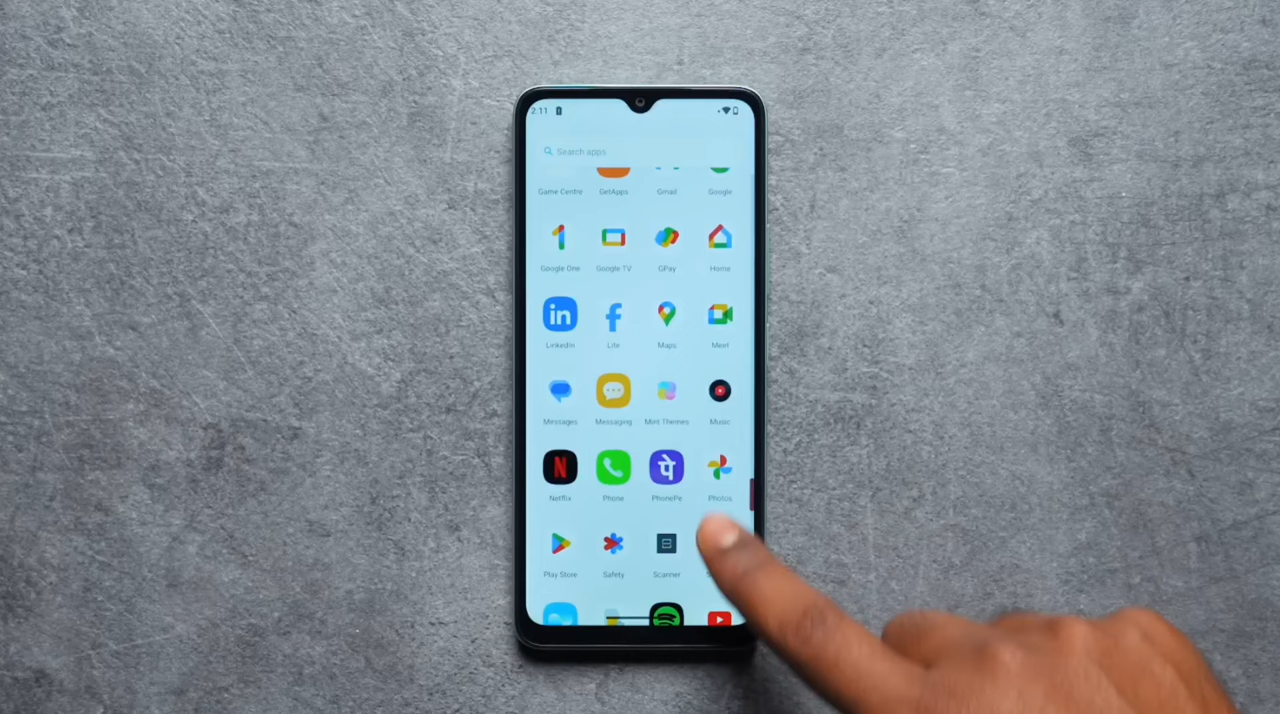 2:11
Search apps
Game Centre GetApps Gmail Google
Google One Google TV GPay Home
in f
LinkedIn Lite Maps Meet
Messages Messaging Mint Themes Music
N पे
Netflix Phone PhonePe Photos
Play Store Safety Scanner